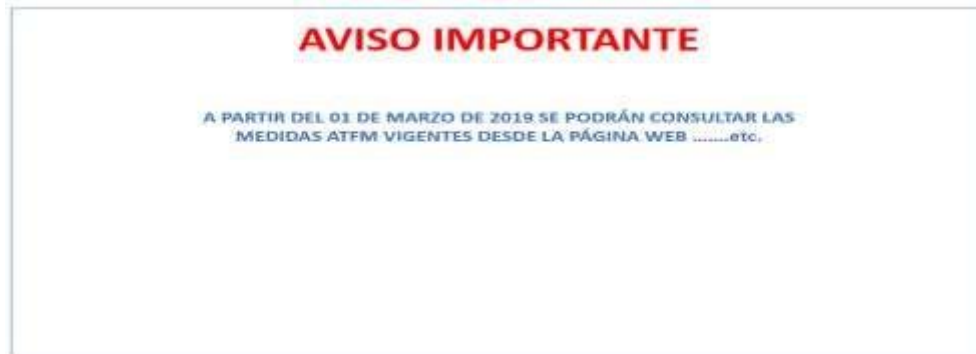 AVISO IMPORTANTE
A PARTIR DEL 01 DE MARZO DE 2019 SE PODRÁN CONSULTAR LAS
MEDIDAS ATFM VIGENTES DESDE LA PÁGINA WEB .......etc.